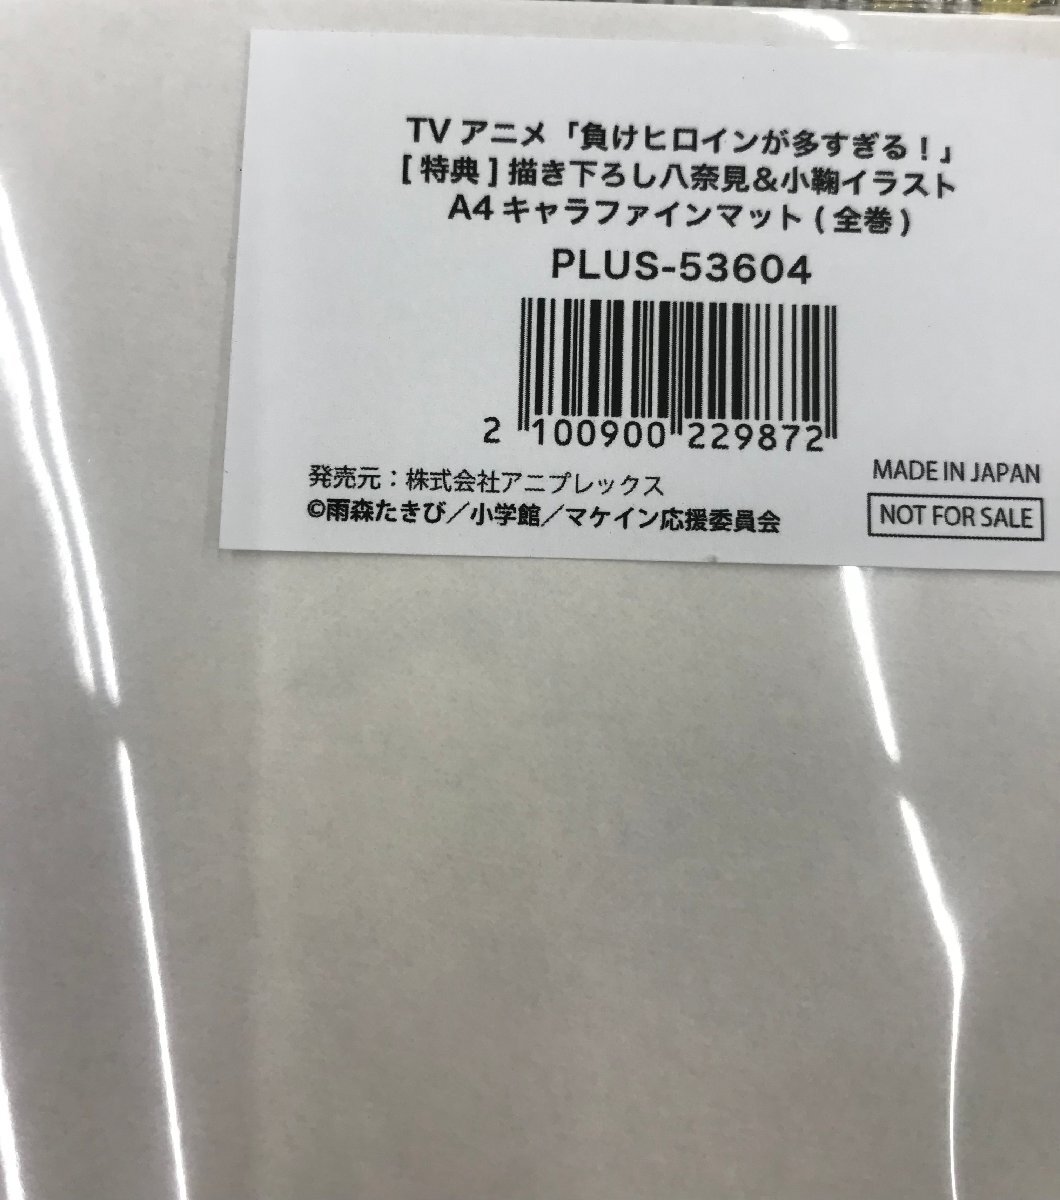 TVアニメ「負けヒロインが多すぎる！」
[特典]描き下ろし八奈見&小鞠イラスト
A4キャラファインマット(全巻)
PLUS-53604
2 100900 229872
発売元：株式会社アニプレックス
©雨森たきび／小学館／マケイン応援委員会
MADE IN JAPAN
NOT FOR SALE